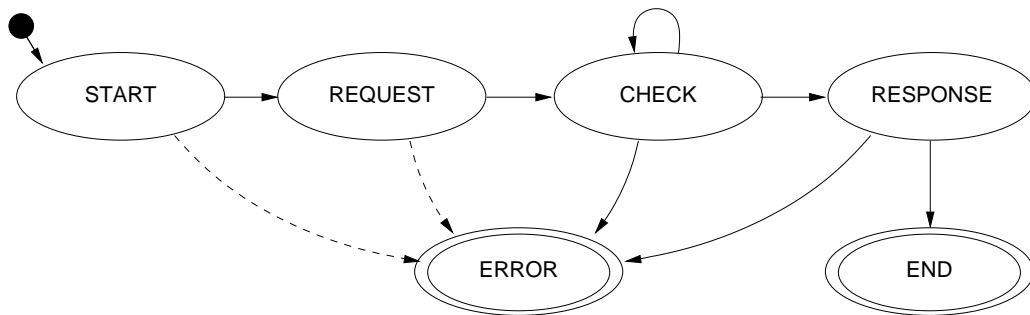 START
REQUEST
CHECK
RESPONSE
ERROR
END